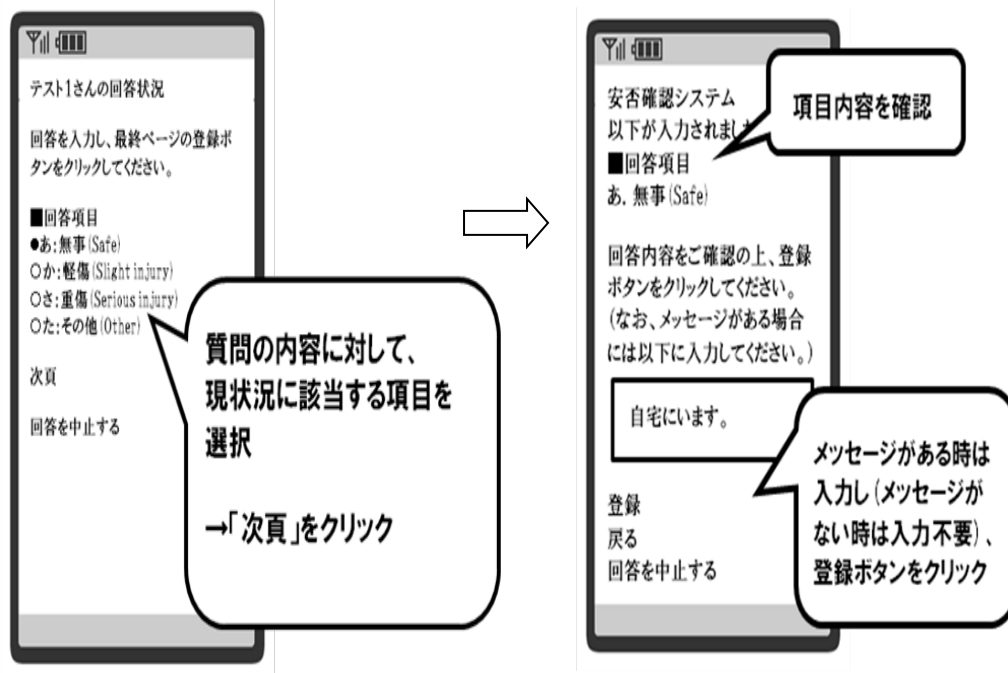 テスト1さんの回答状況
回答を入力し、最終ページの登録ボ
タンをクリックしてください。
■回答項目
●あ:無事(Safe)
○か:軽傷(Slight injury)
○さ:重傷(Serious injury)
○た:その他(Other)
次頁
回答を中止する
質問の内容に対して、
現状況に該当する項目を
選択
→「次頁」をクリック
安否確認システム
以下が入力されました
■回答項目
あ. 無事(Safe)
回答内容をご確認の上、登録
ボタンをクリックしてください。
(なお、メッセージがある場合
には以下に入力してください。)
自宅にいます。
登録
戻る
回答を中止する
項目内容を確認
メッセージがある時は
入力し(メッセージが
ない時は入力不要)、
登録ボタンをクリック